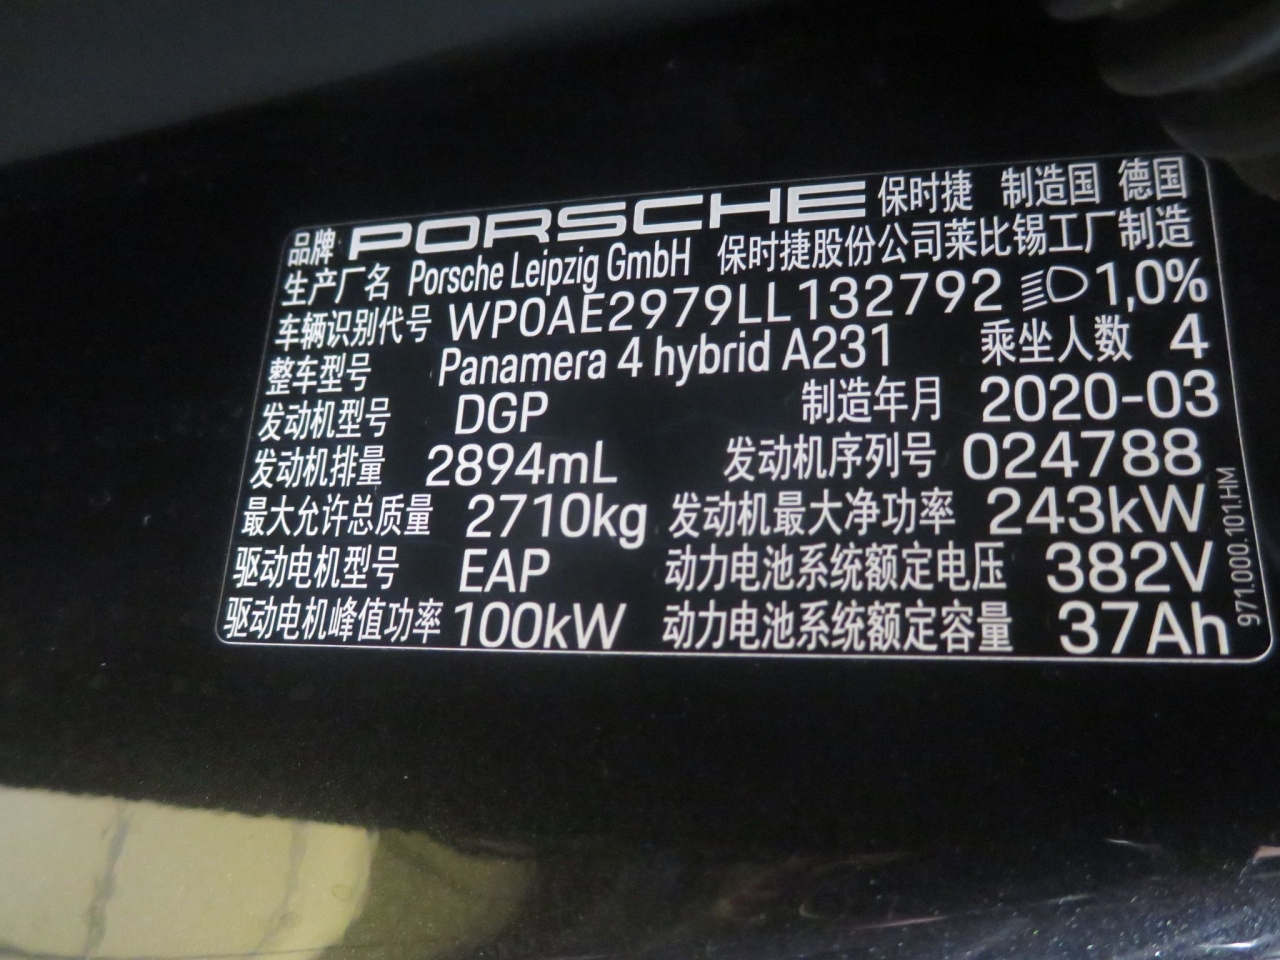 品牌 PORSCHE 保时捷 制造国 德国
生产厂名 Porsche Leipzig GmbH 保时捷股份公司莱比锡工厂制造
车辆识别代号 WP0AE2979LL132792 1,0%
整车型号 Panamera 4 hybrid A231 乘坐人数 4
发动机型号 DGP 制造年月 2020-03
发动机排量 2894mL 发动机序列号 024788
最大允许总质量 2710kg 发动机最大净功率 243kW
驱动电机型号 EAP 动力电池系统额定电压 382V
驱动电机峰值功率 100kW 动力电池系统额定容量 37Ah
971.000.101.HM